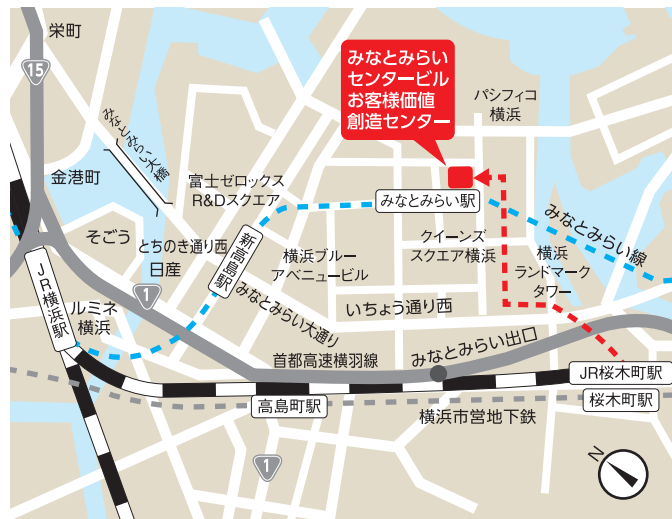 栄町
15
みなとみらい大橋
金港町
みなとみらい
センタービル
お客様価値
創造センター
パシフィコ
横浜
富士ゼロックス
R&Dスクエア
みなとみらい駅
みなとみらい線
そごう
とちのき通り西
日産
新高島駅
横浜ブルー
アベニュービル
クイーンズ
スクエア横浜
横浜
ランドマーク
タワー
JR横浜駅
ルミネ
横浜
1
みなとみらい大通り
いちょう通り西
首都高速横羽線
みなとみらい出口
JR桜木町駅
桜木町駅
高島町駅
横浜市営地下鉄
1
N